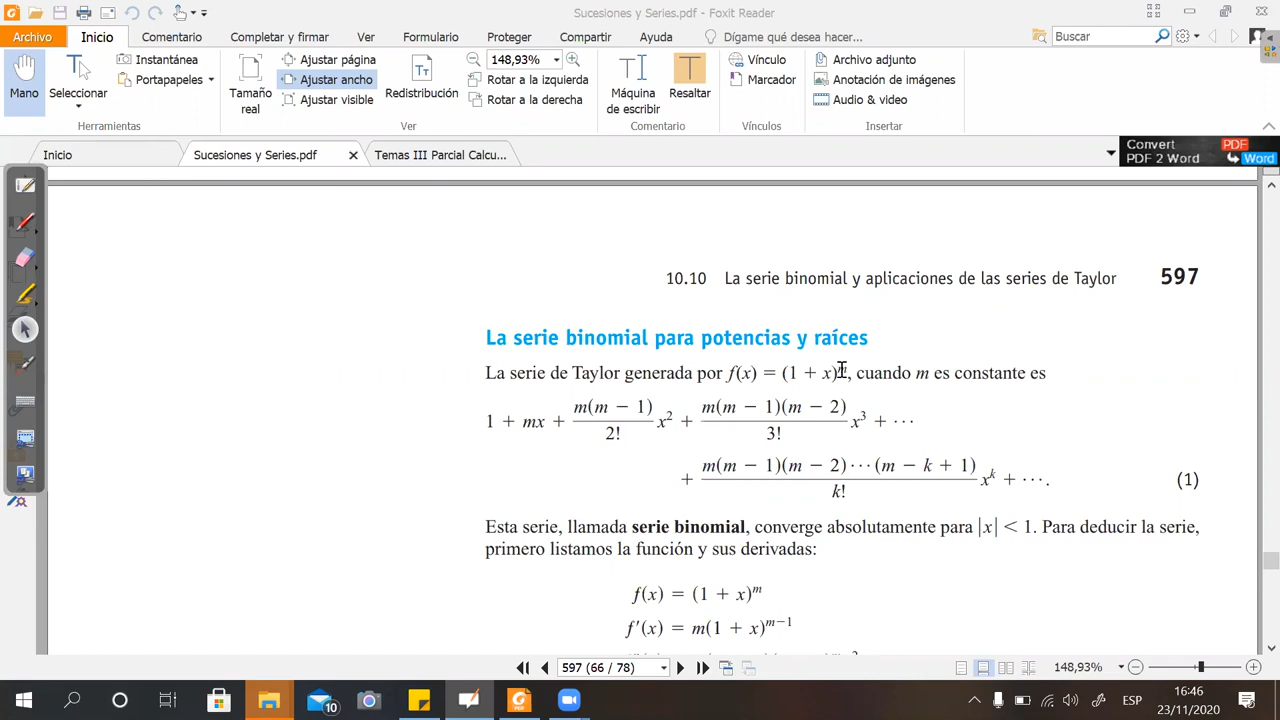 Sucesiones y Series.pdf - Foxit Reader
Archivo Inicio Comentario Completar y firmar Ver Formulario Proteger Compartir Ayuda Dígame qué desea hacer... Buscar
Mano
Seleccionar
Instantánea
Portapapeles
Herramientas
Tamaño real
Ajustar página
Ajustar ancho
Ajustar visible
Redistribución
148,93%
Rotar a la izquierda
Rotar a la derecha
Ver
Máquina de escribir
Resaltar
Comentario
Vínculo
Marcador
Vínculos
Archivo adjunto
Anotación de imágenes
Audio & video
Insertar
Inicio Sucesiones y Series.pdf Temas III Parcial Calcu...
Convert PDF
PDF 2 Word Word
10.10 La serie binomial y aplicaciones de las series de Taylor 597
La serie binomial para potencias y raíces
La serie de Taylor generada por f(x) = (1 + x) , cuando m es constante es
1 + mx + m(m − 1)/2! x² + m(m − 1)(m − 2)/3! x³ + ⋯
+ m(m − 1)(m − 2)⋯(m − k + 1)/k! xᵏ + ⋯. (1)
Esta serie, llamada serie binomial, converge absolutamente para |x| < 1. Para deducir la serie,
primero listamos la función y sus derivadas:
f(x) = (1 + x)ᵐ
f′(x) = m(1 + x)ᵐ⁻¹
597 (66 / 78) 148,93%
10
ESP
16:46
23/11/2020